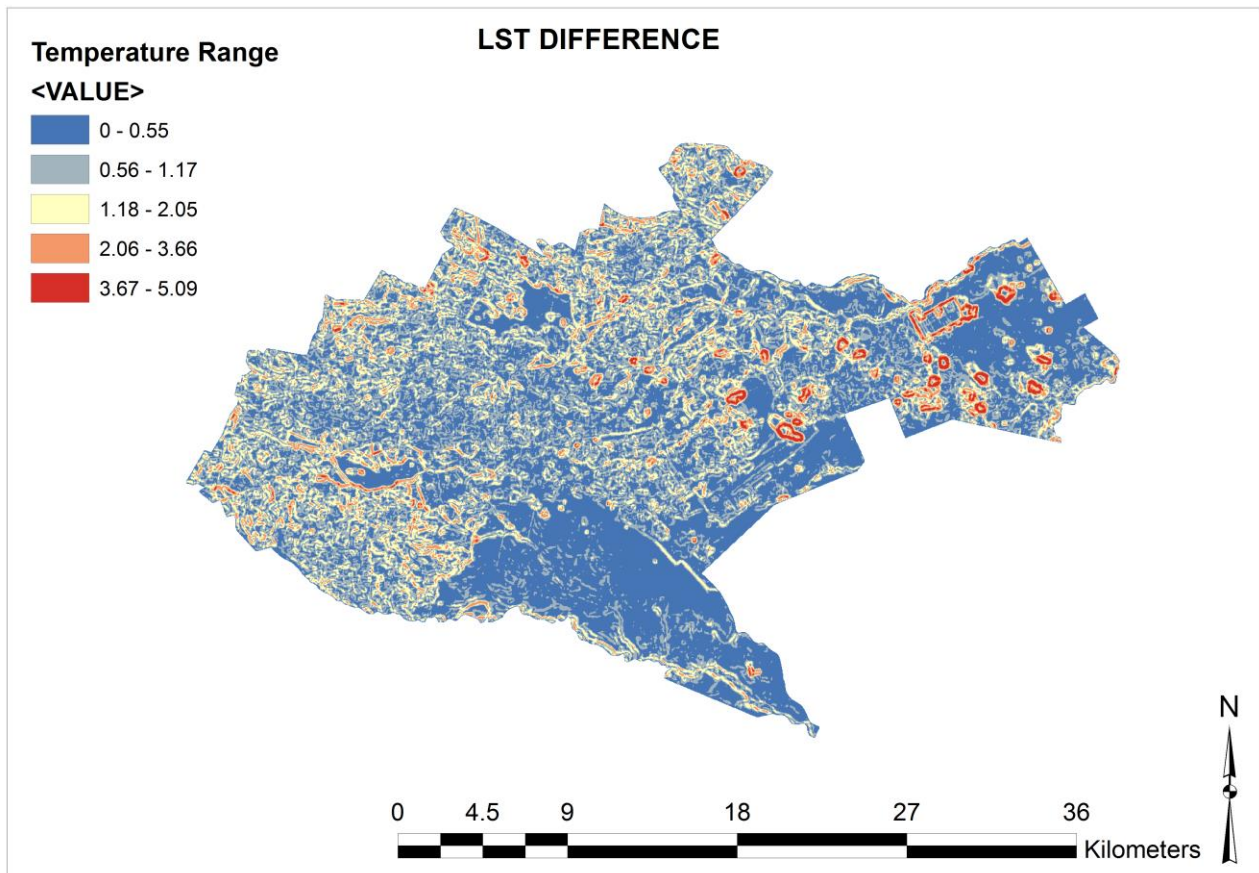 LST DIFFERENCE
Temperature Range
<VALUE>
0 - 0.55
0.56 - 1.17
1.18 - 2.05
2.06 - 3.66
3.67 - 5.09
N
0 4.5 9 18 27 36
Kilometers